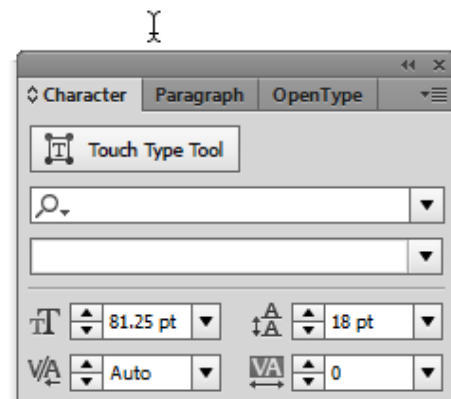 Character Paragraph OpenType
Touch Type Tool
81.25 pt 18 pt
Auto 0